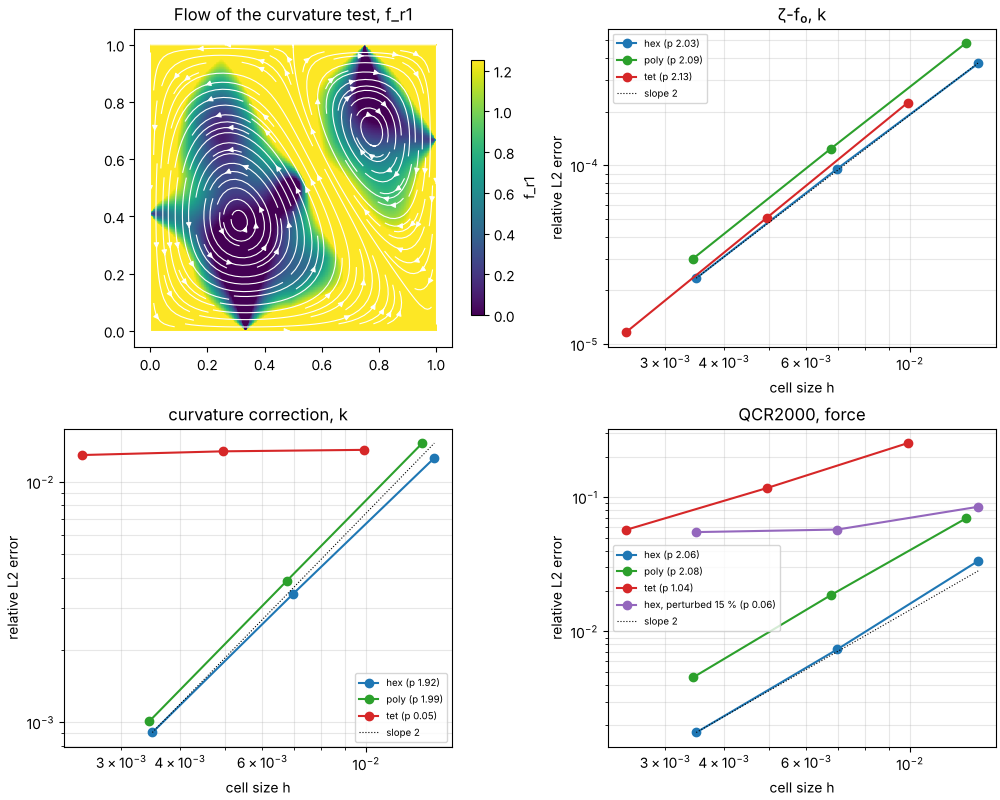 Flow of the curvature test, f_r1
1.0
0.8
0.6
0.4
0.2
0.0
0.0 0.2 0.4 0.6 0.8 1.0
1.2
1.0
0.8
0.6
0.4
0.2
0.0
f_r1
ζ-f₀, k
hex (p 2.03)
poly (p 2.09)
tet (p 2.13)
slope 2
10⁻⁴
10⁻⁵
relative L2 error
3 × 10⁻³ 4 × 10⁻³ 6 × 10⁻³ 10⁻²
cell size h
curvature correction, k
10⁻²
10⁻³
relative L2 error
hex (p 1.92)
poly (p 1.99)
tet (p 0.05)
slope 2
3 × 10⁻³ 4 × 10⁻³ 6 × 10⁻³ 10⁻²
cell size h
QCR2000, force
10⁻¹
10⁻²
relative L2 error
hex (p 2.06)
poly (p 2.08)
tet (p 1.04)
hex, perturbed 15 % (p 0.06)
slope 2
3 × 10⁻³ 4 × 10⁻³ 6 × 10⁻³ 10⁻²
cell size h